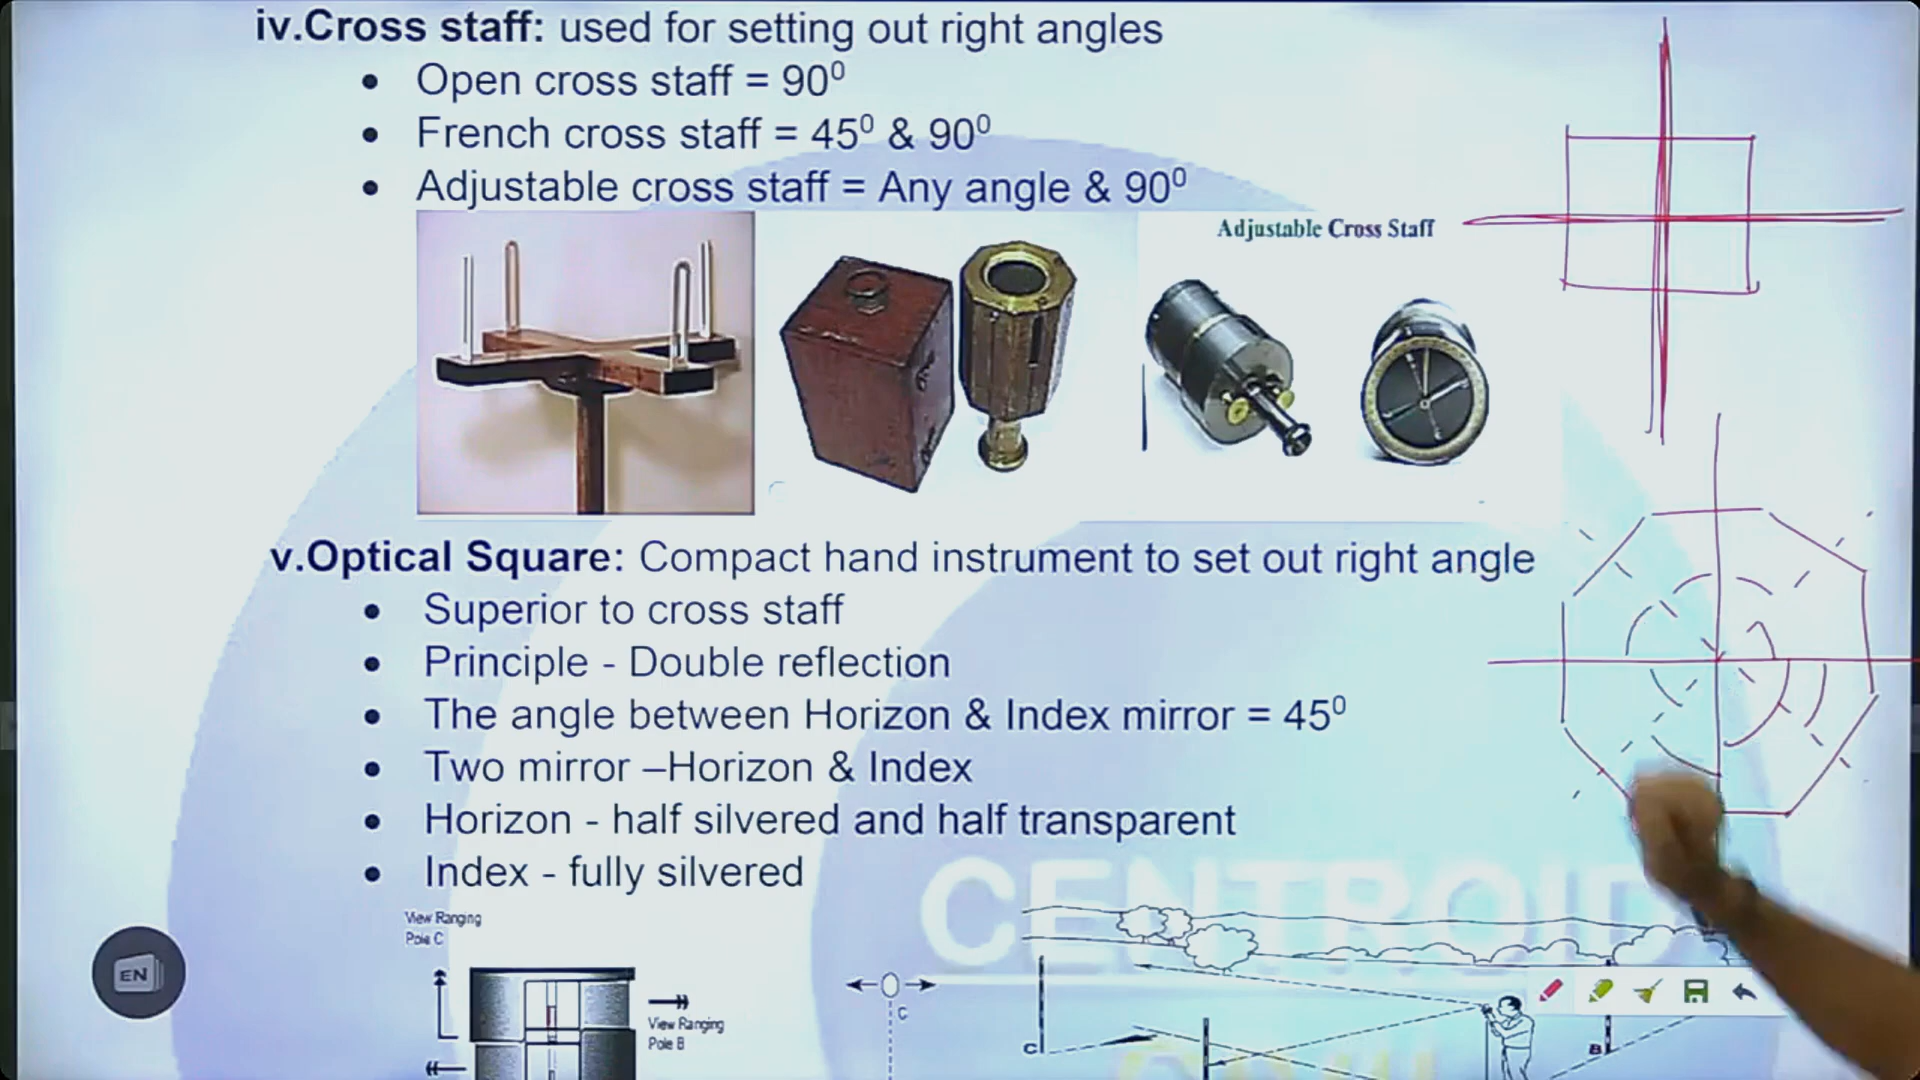 iv.Cross staff: used for setting out right angles
• Open cross staff = 90⁰
• French cross staff = 45⁰ & 90⁰
• Adjustable cross staff = Any angle & 90⁰
Adjustable Cross Staff
v.Optical Square: Compact hand instrument to set out right angle
• Superior to cross staff
• Principle - Double reflection
• The angle between Horizon & Index mirror = 45⁰
• Two mirror –Horizon & Index
• Horizon - half silvered and half transparent
• Index - fully silvered
CENTROID
View Ranging
Pole C
EN
C
View Ranging
Pole B
C
B